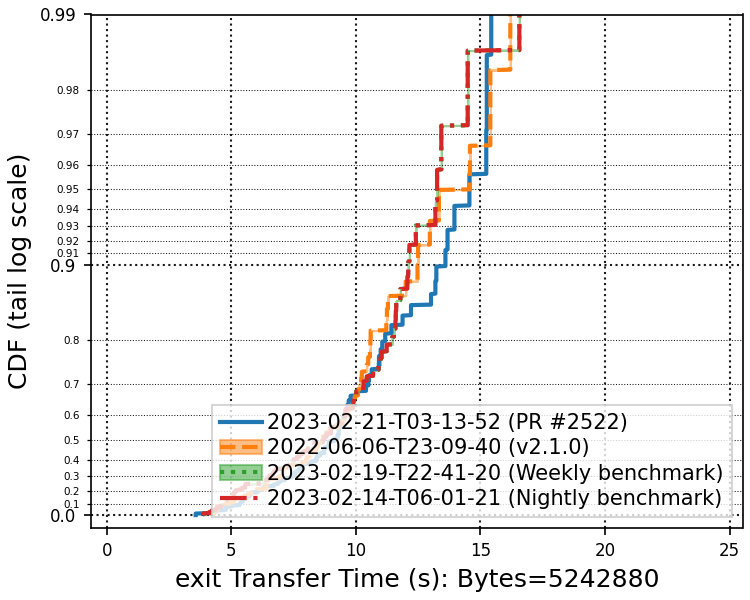 0.99
0.98
0.97
0.96
0.95
0.94
0.93
0.92
0.91
0.9
0.8
0.7
0.6
0.5
0.4
0.3
0.2
0.1
0.0
CDF (tail log scale)
2023-02-21-T03-13-52 (PR #2522)
2022-06-06-T23-09-40 (v2.1.0)
2023-02-19-T22-41-20 (Weekly benchmark)
2023-02-14-T06-01-21 (Nightly benchmark)
0 5 10 15 20 25
exit Transfer Time (s): Bytes=5242880